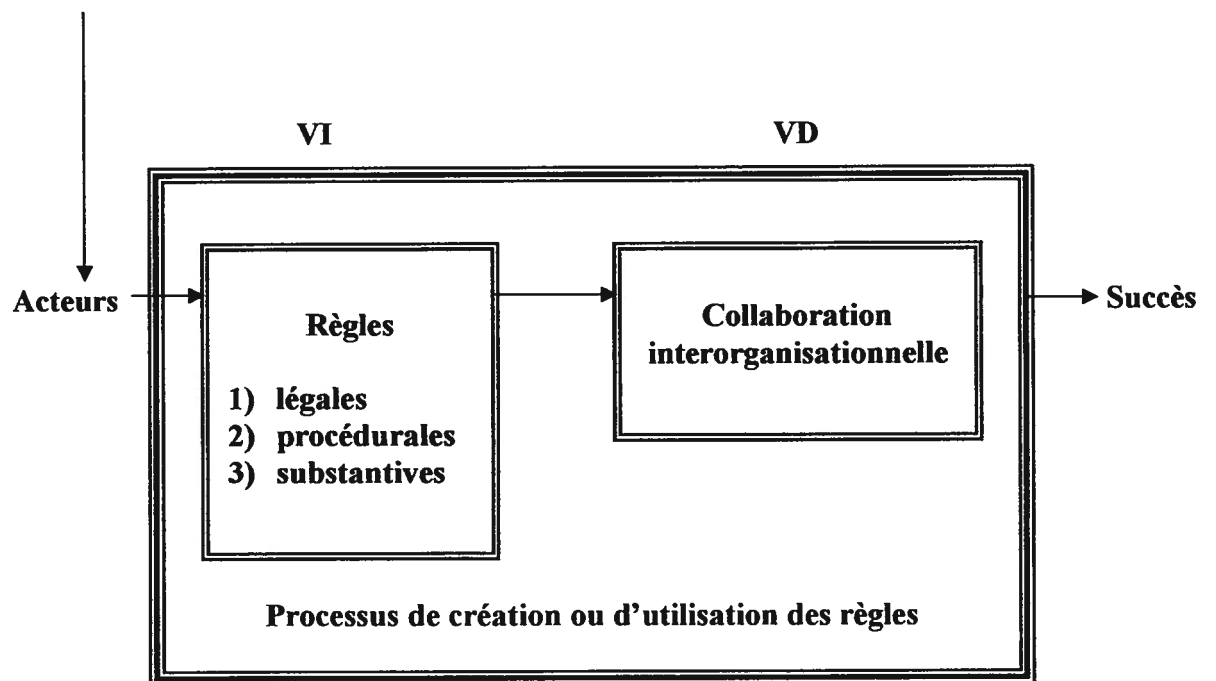 VI
VD
Acteurs
Règles
1) légales
2) procédurales
3) substantives
Collaboration
interorganisationnelle
Succès
Processus de création ou d'utilisation des règles